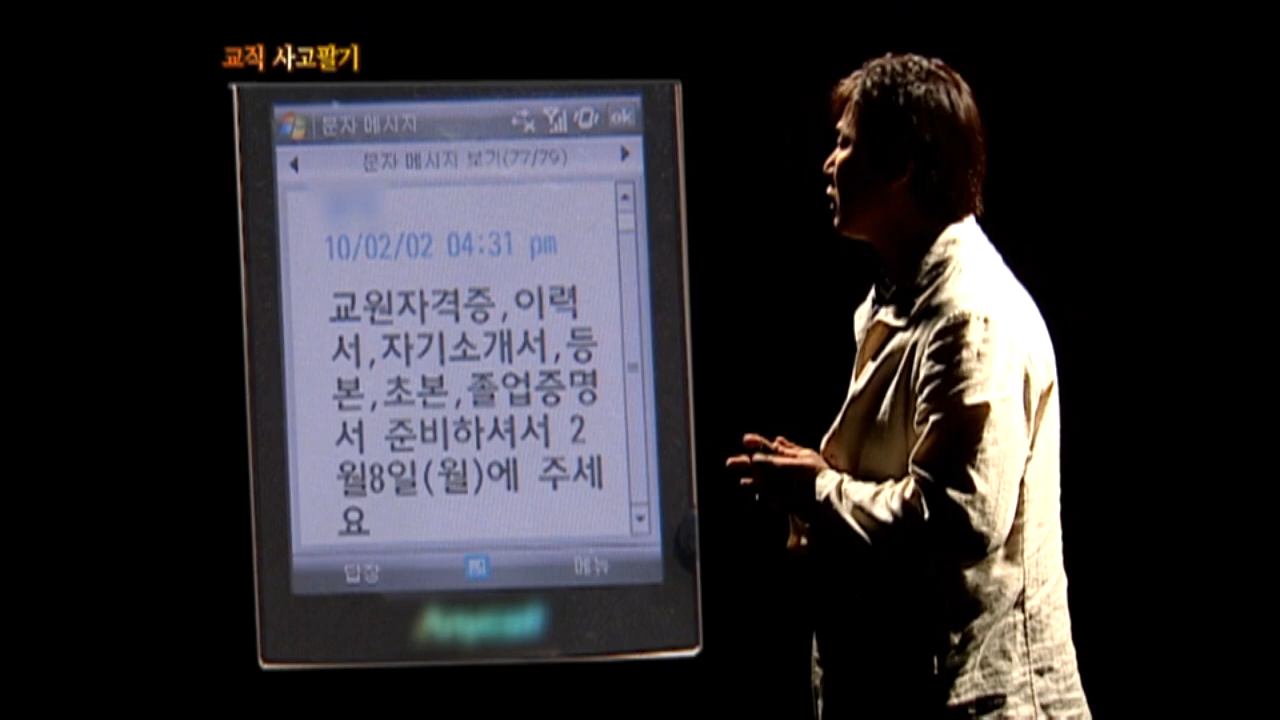 교직 사고팔기
문자 메시지 ok
문자 메시지 보기(77/79)
10/02/02 04:31 pm
교원자격증,이력
서,자기소개서,등
본,초본,졸업증명
서 준비하셔서 2
월8일(월)에 주세
요
답장 메뉴